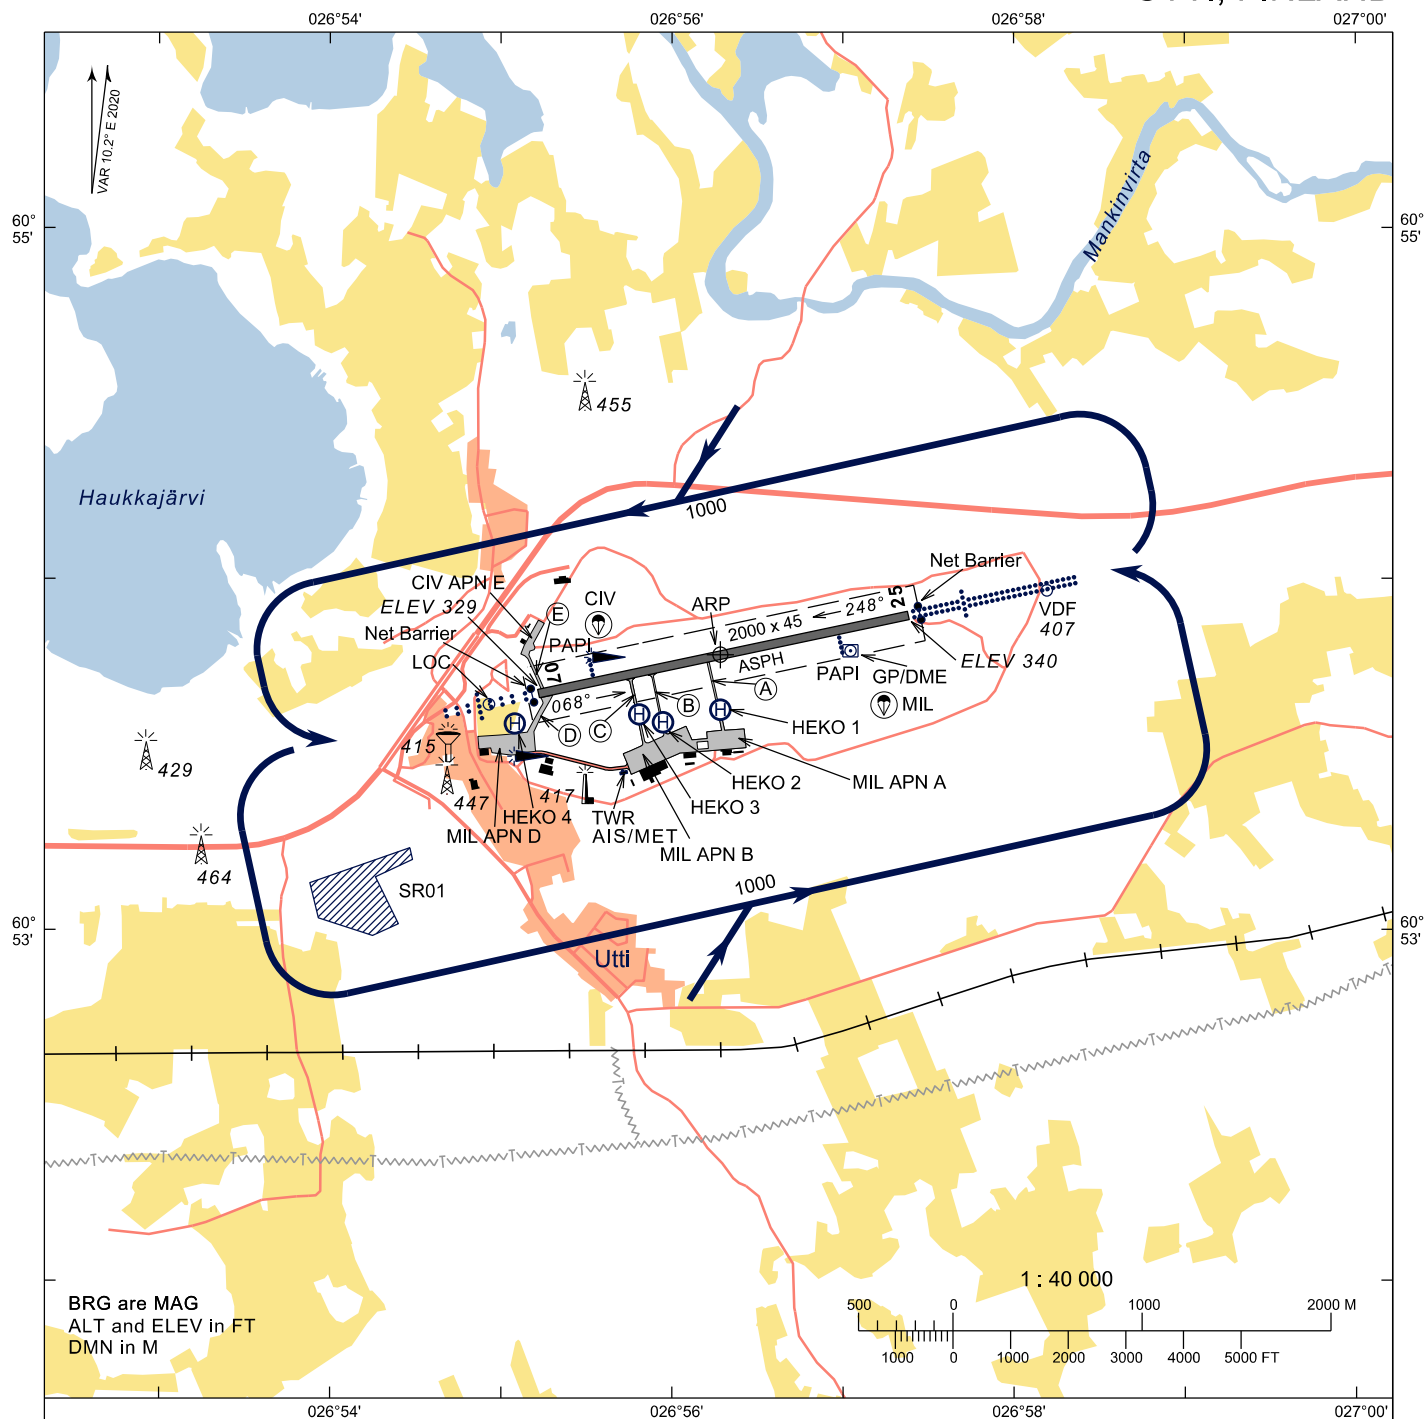 026°54'
026°56'
026°58'
027°00'
VAR 10.2° E 2020
60°
55'
60°
55'
Mankinvirta
455
Haukkajärvi
1000
Net Barrier
CIV APN E
CIV
ELEV 329
E
ARP
25
248°
VDF
407
Net Barrier
PAPI
2000 x 45
LOC
07
ASPH
PAPI
GP/DME
ELEV 340
068°
A
B
MIL
H
D
C
H
H
H
HEKO 1
415
429
447
417
HEKO 2
MIL APN A
HEKO 3
HEKO 4
TWR
AIS/MET
MIL APN D
MIL APN B
464
SR01
1000
60°
53'
60°
53'
Utti
1 : 40 000
BRG are MAG
ALT and ELEV in FT
DMN in M
500
0
1000
2000 M
1000
0
1000
2000
3000
4000
5000 FT
026°54'
026°56'
026°58'
027°00'